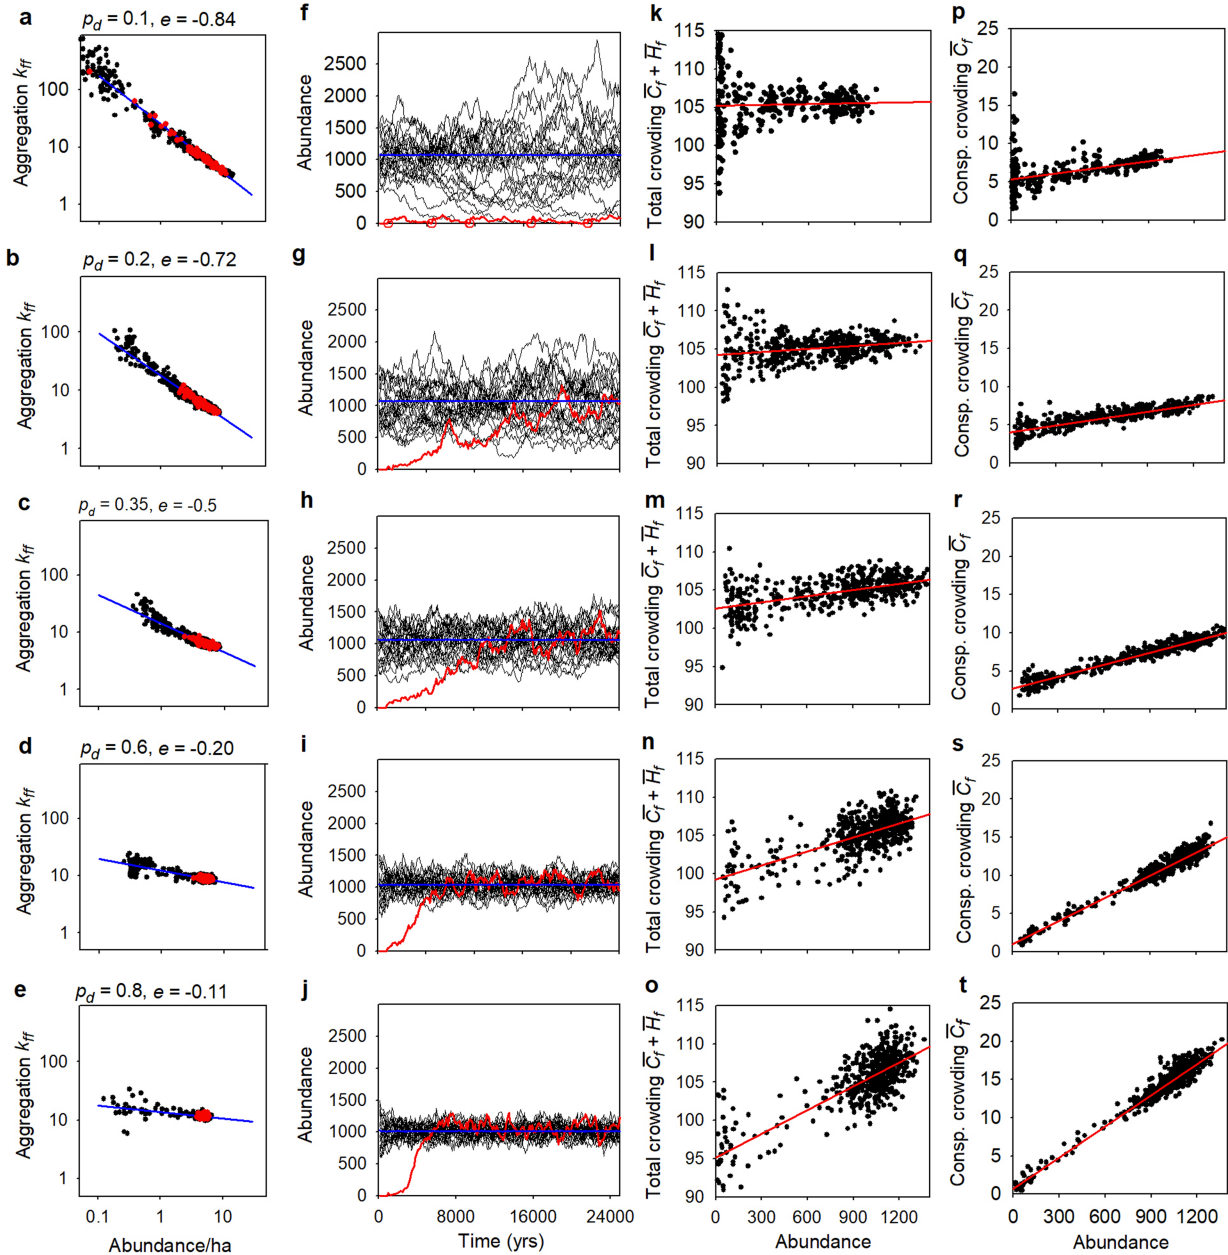 a
p_d = 0.1, e = -0.84
Aggregation k_ff
100
10
1
f
Abundance
2500
2000
1500
1000
500
0
k
Total crowding C̅_f + H̅_f
115
110
105
100
95
90
p
Consp. crowding C̅_f
25
20
15
10
5
0
b
p_d = 0.2, e = -0.72
Aggregation k_ff
100
10
1
g
Abundance
2500
2000
1500
1000
500
0
l
Total crowding C̅_f + H̅_f
115
110
105
100
95
90
q
Consp. crowding C̅_f
25
20
15
10
5
0
c
p_d = 0.35, e = -0.5
Aggregation k_ff
100
10
1
h
Abundance
2500
2000
1500
1000
500
0
m
Total crowding C̅_f + H̅_f
115
110
105
100
95
90
r
Consp. crowding C̅_f
25
20
15
10
5
0
d
p_d = 0.6, e = -0.20
Aggregation k_ff
100
10
1
i
Abundance
2500
2000
1500
1000
500
0
n
Total crowding C̅_f + H̅_f
115
110
105
100
95
90
s
Consp. crowding C̅_f
25
20
15
10
5
0
e
p_d = 0.8, e = -0.11
Aggregation k_ff
100
10
1
0.1 1 10
Abundance/ha
j
Abundance
2500
2000
1500
1000
500
0
0 8000 16000 24000
Time (yrs)
o
Total crowding C̅_f + H̅_f
115
110
105
100
95
90
0 300 600 900 1200
Abundance
t
Consp. crowding C̅_f
25
20
15
10
5
0
0 300 600 900 1200
Abundance